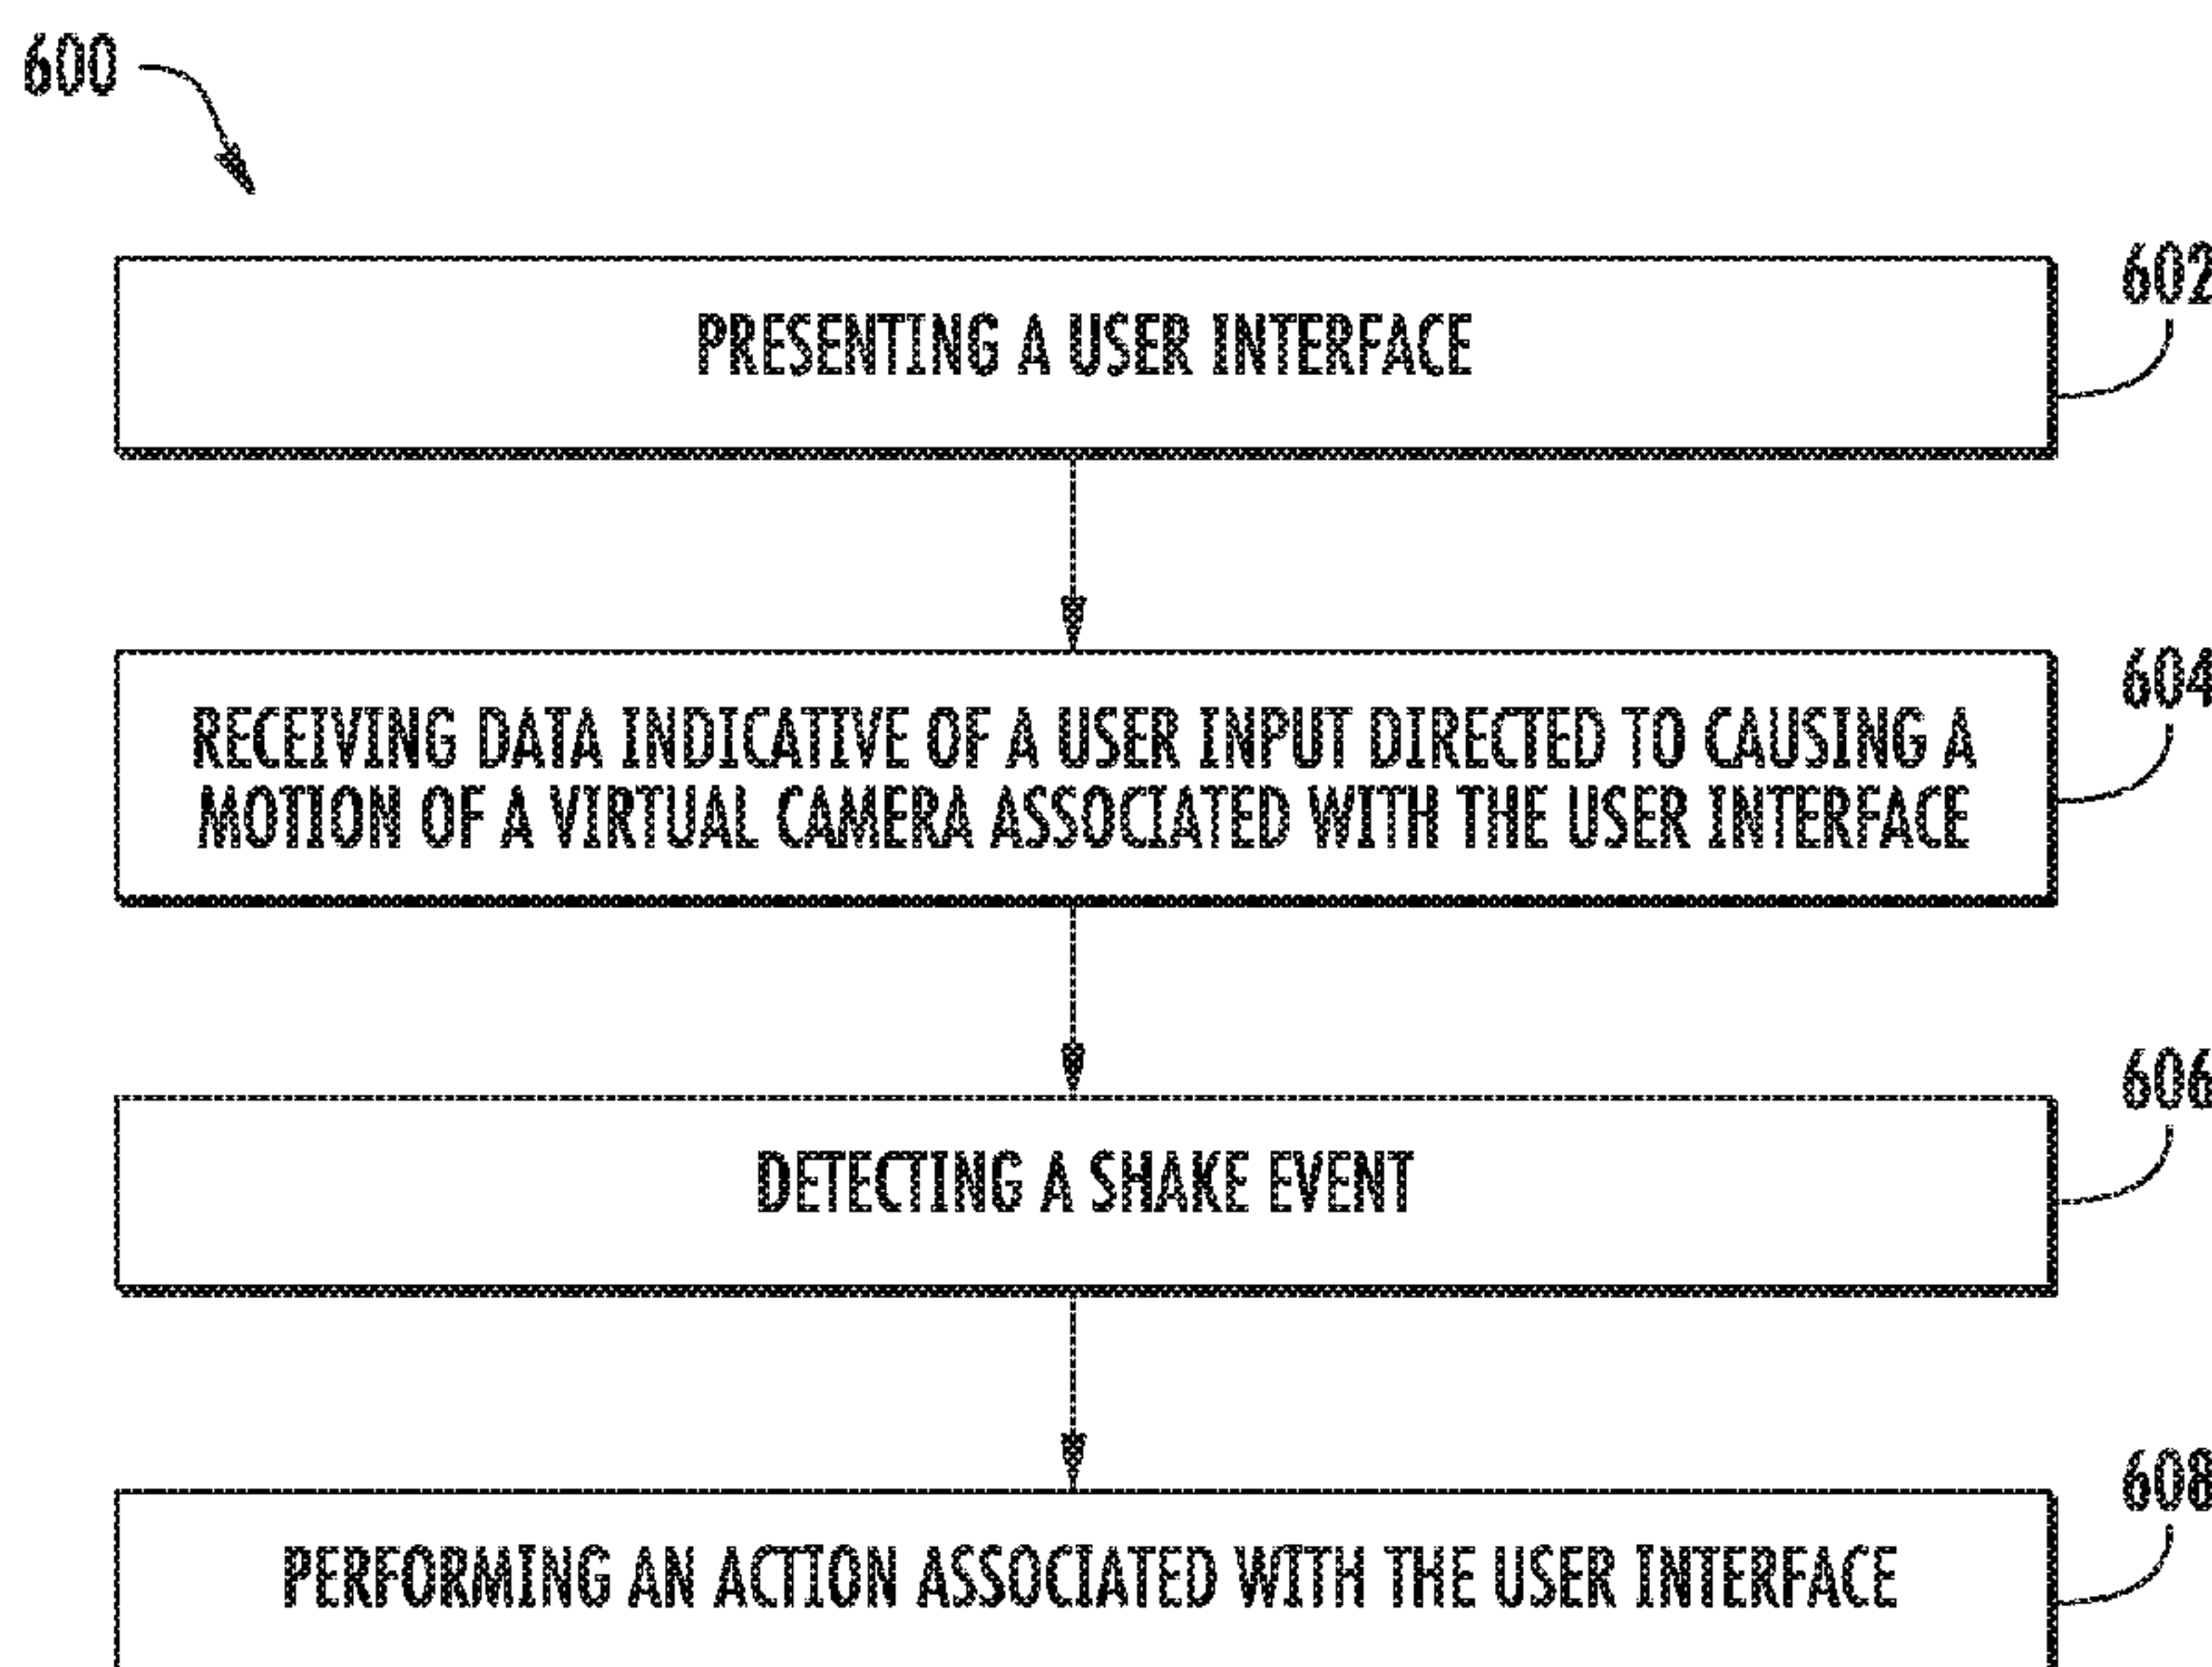 600
602
PRESENTING A USER INTERFACE
604
RECEIVING DATA INDICATIVE OF A USER INPUT DIRECTED TO CAUSING A
MOTION OF A VIRTUAL CAMERA ASSOCIATED WITH THE USER INTERFACE
606
DETECTING A SHAKE EVENT
608
PERFORMING AN ACTION ASSOCIATED WITH THE USER INTERFACE